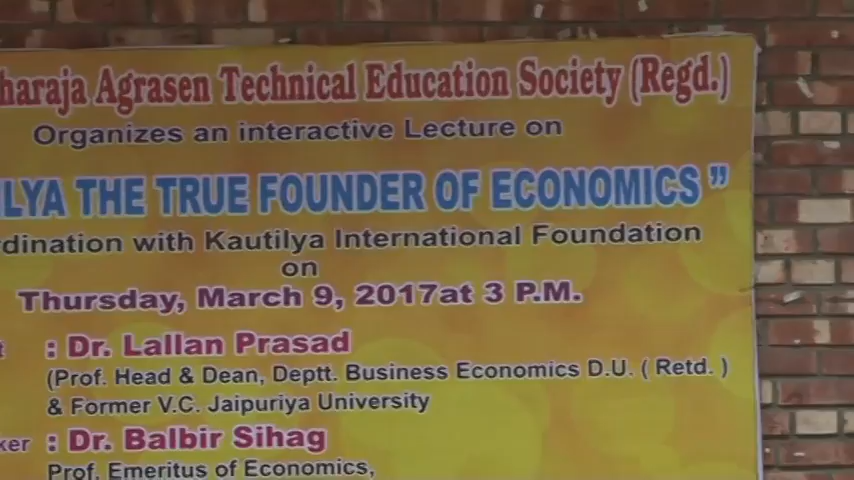 haraja Agrasen Technical Education Society (Regd.)
Organizes an interactive Lecture on
ILYA THE TRUE FOUNDER OF ECONOMICS ”
rdination with Kautilya International Foundation
on
Thursday, March 9, 2017at 3 P.M.
t : Dr. Lallan Prasad
(Prof. Head & Dean, Deptt. Business Economics D.U. ( Retd. )
& Former V.C. Jaipuriya University
ker : Dr. Balbir Sihag
Prof. Emeritus of Economics,